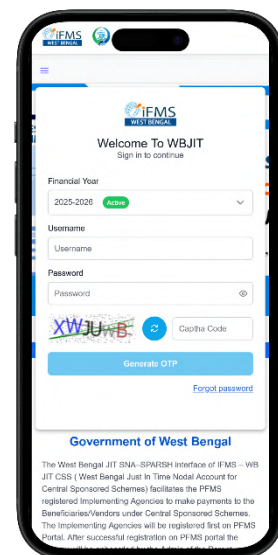 iFMS
WEST BENGAL
iFMS
WEST BENGAL
Welcome To WBJIT
Sign in to continue
Financial Year
2025-2026 Active
Username
Username
Password
Password
XWJUWB
Captha Code
Generate OTP
Forgot password
Government of West Bengal
The West Bengal JIT SNA–SPARSH Interface of IFMS – WB
JIT CSS ( West Bengal Just In Time Nodal Account for
Central Sponsored Schemes) facilitates the PFMS
registered Implementing Agencies to make payments to the
Beneficiaries/Vendors under Central Sponsored Schemes.
The Implementing Agencies will be registered first on PFMS
Portal. After successful registration on PFMS portal the